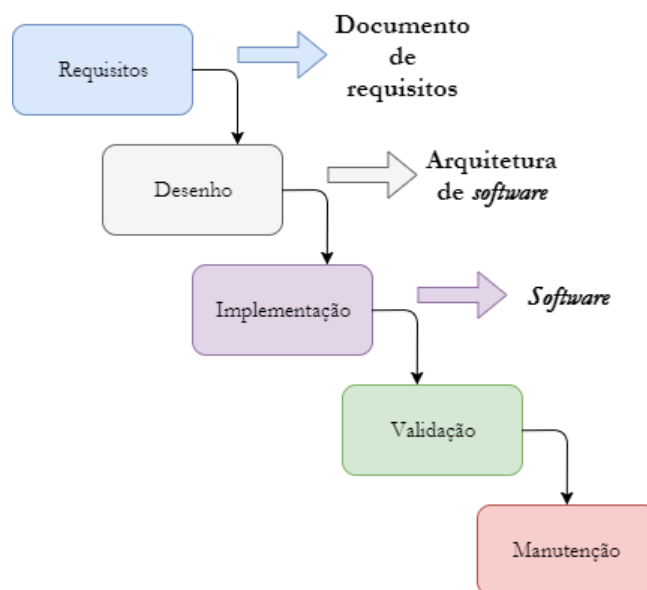 Requisitos
Documento
de
requisitos
Desenho
Arquitetura
de software
Implementação
Software
Validação
Manutenção